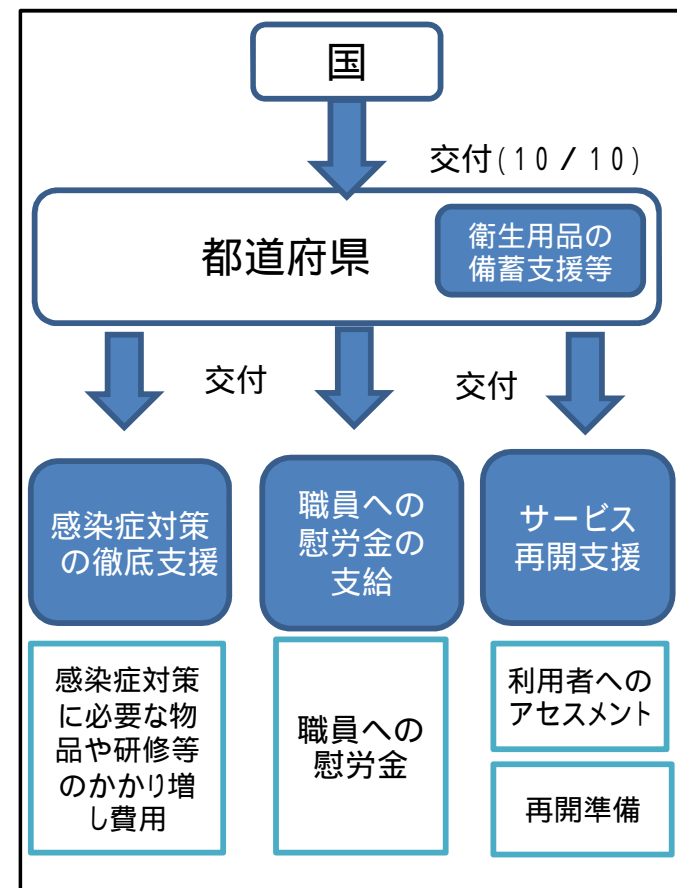 国
交付(１０／１０)
都道府県
衛生用品の
備蓄支援等
交付
交付
感染症対策
の徹底支援
職員への
慰労金の
支給
サービス
再開支援
感染症対策
に必要な物
品や研修等
のかかり増
し費用
職員への
慰労金
利用者への
アセスメント
再開準備